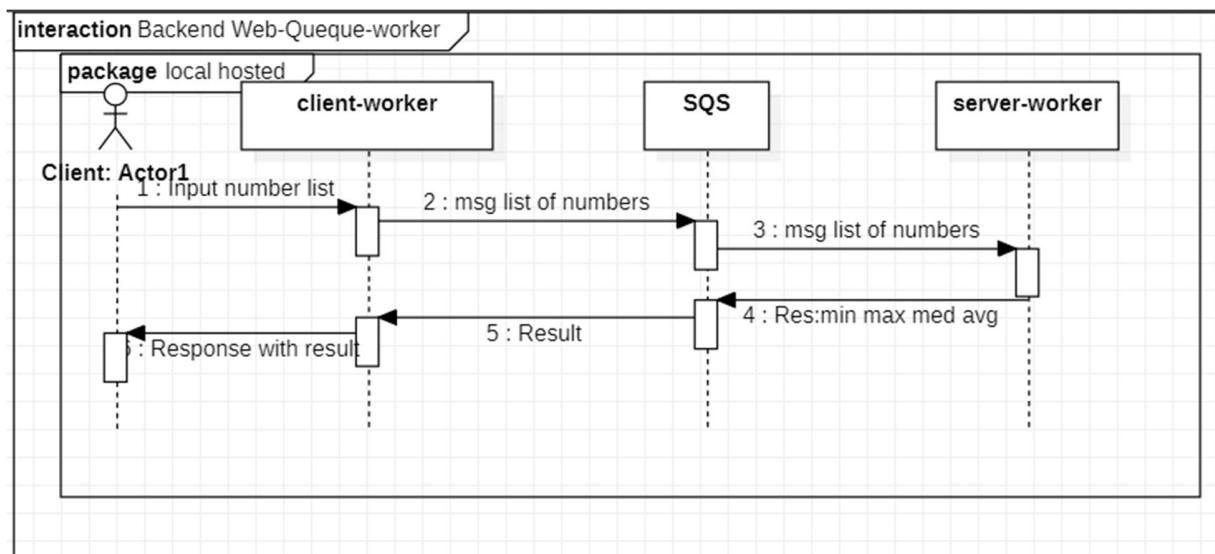 interaction Backend Web-Queque-worker
package local hosted
client-worker
SQS
server-worker
Client: Actor1
1 : Input number list
2 : msg list of numbers
3 : msg list of numbers
4 : Res:min max med avg
5 : Result
6 : Response with result